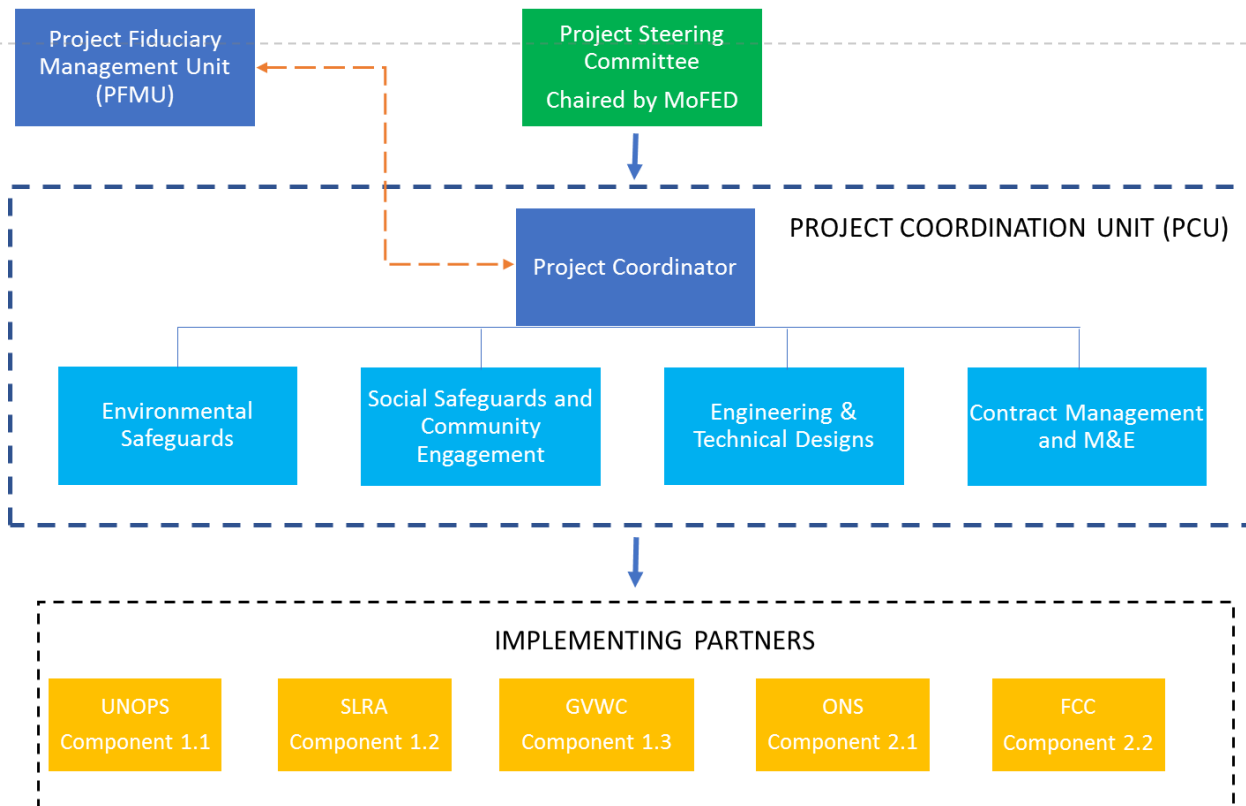 Project Fiduciary
Management Unit
(PFMU)
Project Steering
Committee
Chaired by MoFED
PROJECT COORDINATION UNIT (PCU)
Project Coordinator
Environmental
Safeguards
Social Safeguards and
Community
Engagement
Engineering &
Technical Designs
Contract Management
and M&E
IMPLEMENTING PARTNERS
UNOPS
Component 1.1
SLRA
Component 1.2
GVWC
Component 1.3
ONS
Component 2.1
FCC
Component 2.2